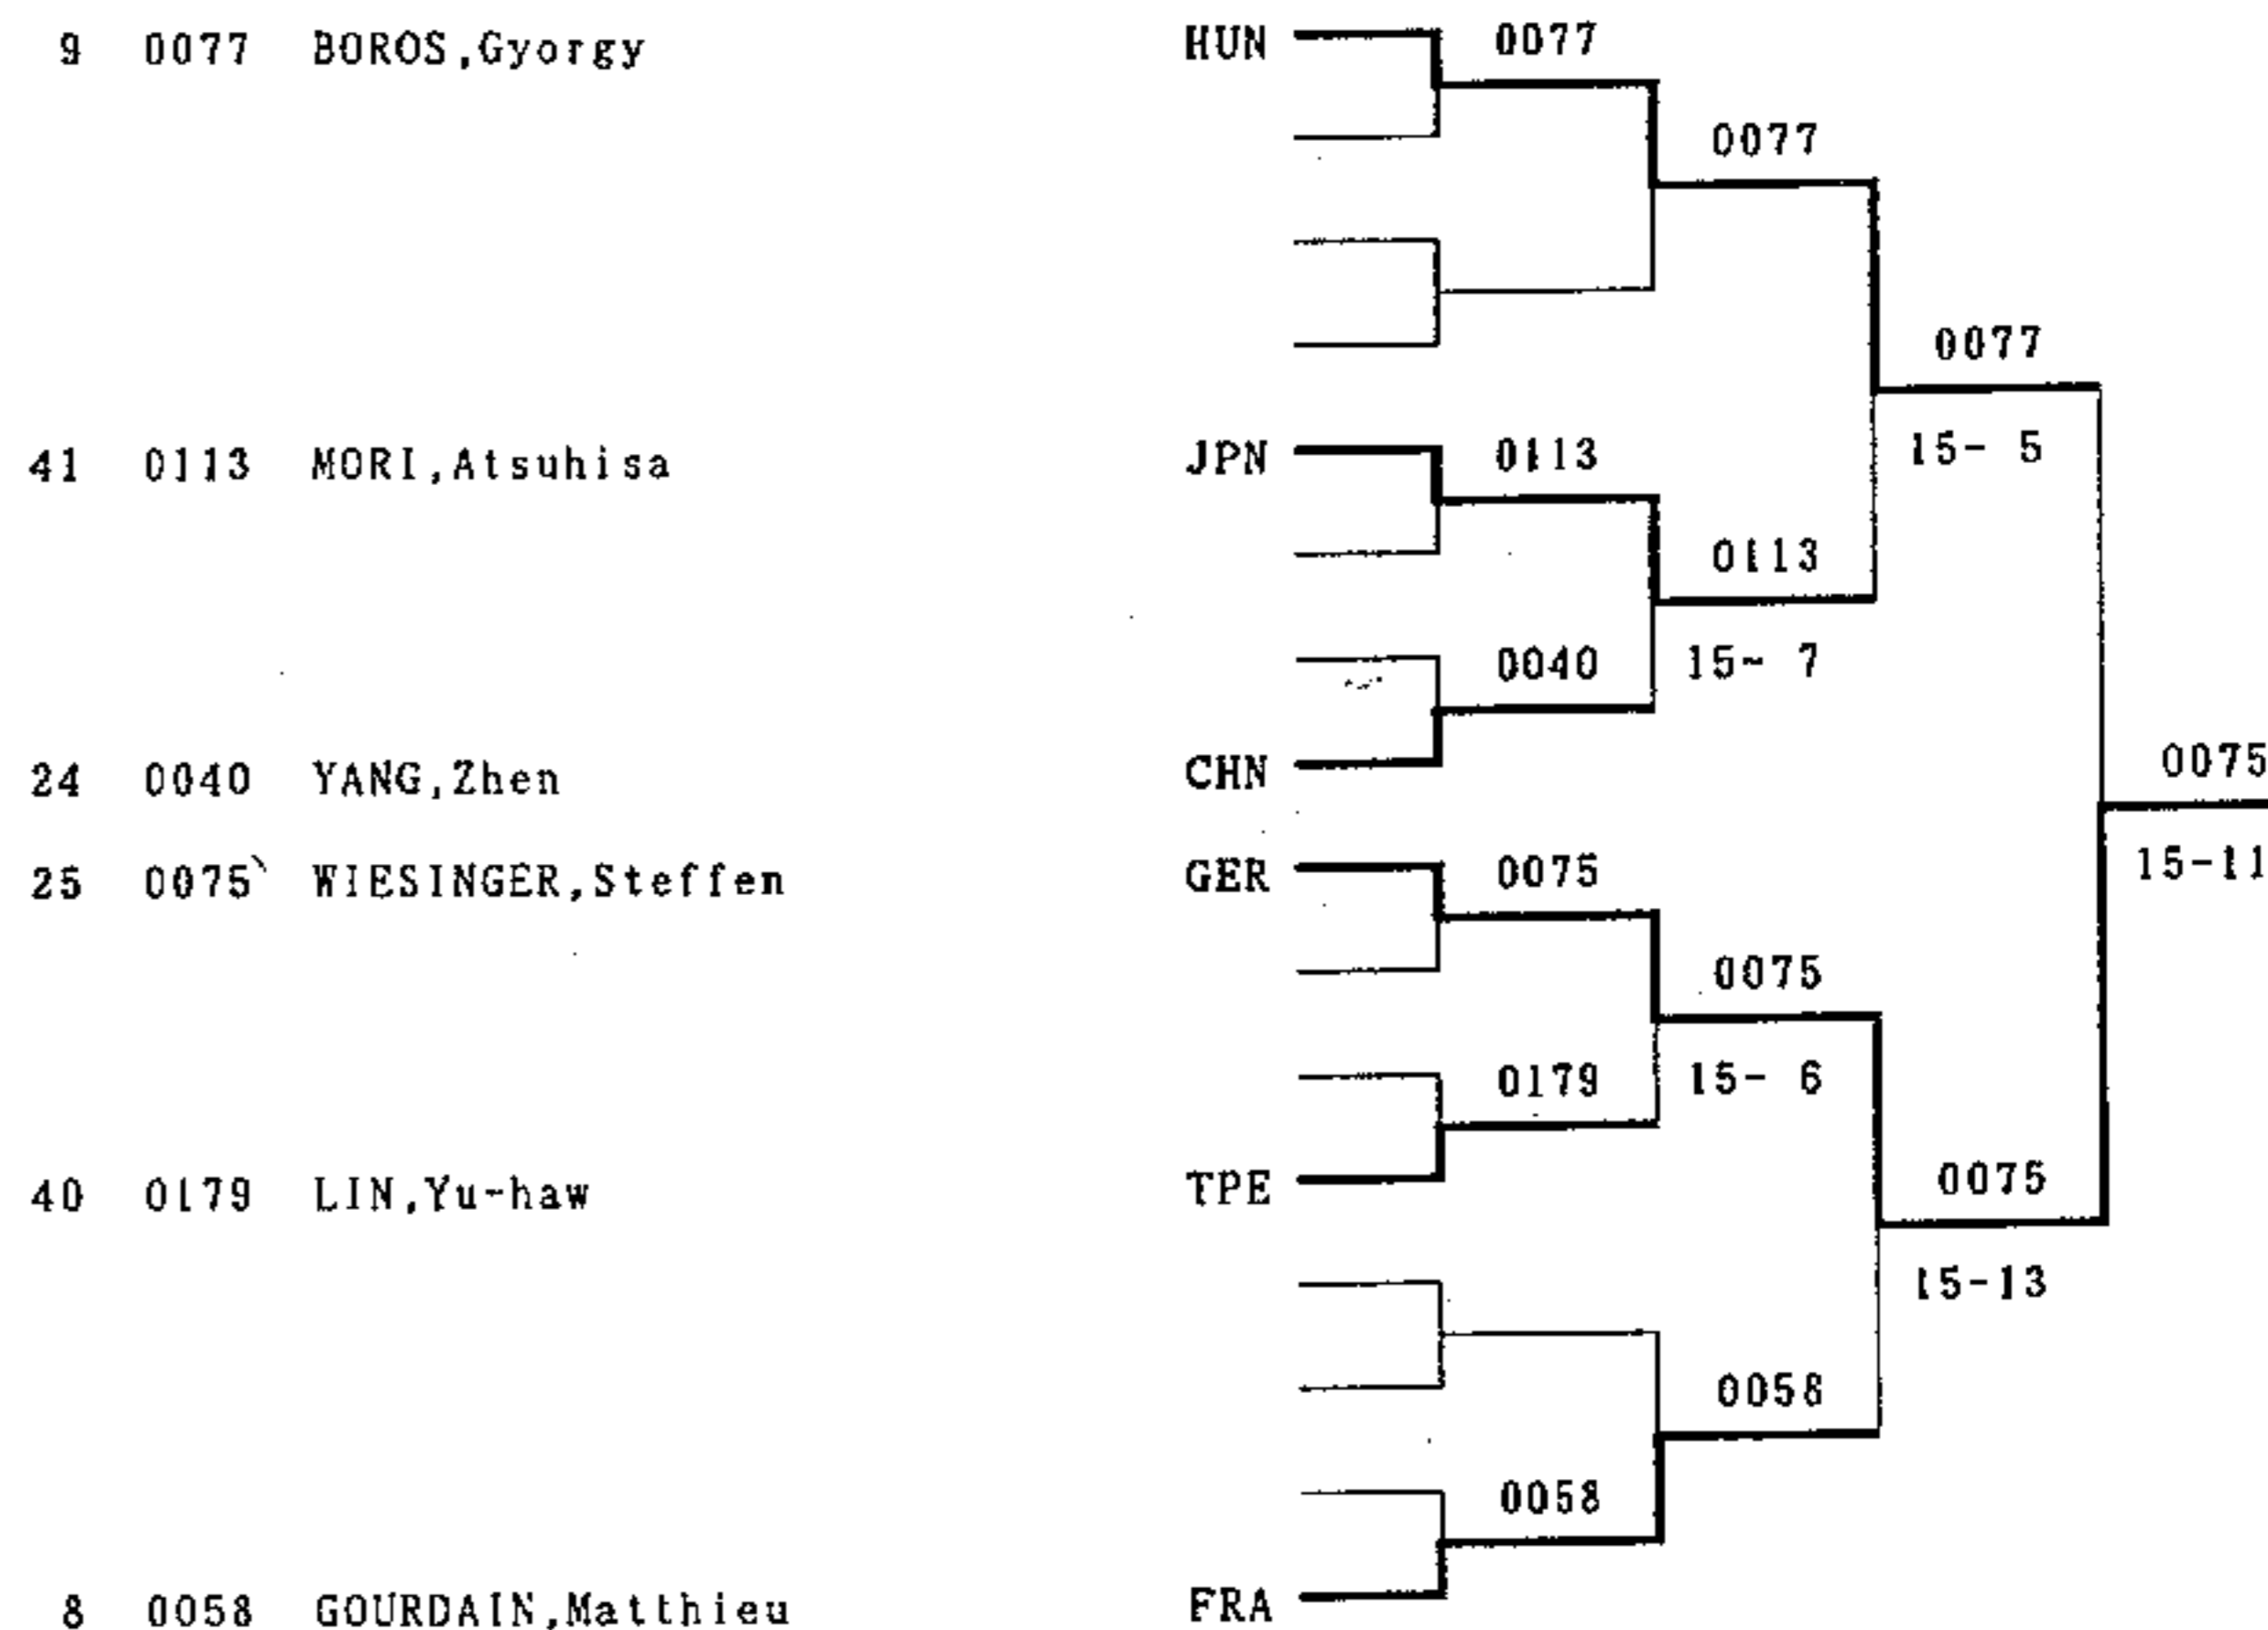 9 0077 BOROS,Gyorgy HUN 0077
0077
0077
41 0113 MORI,Atsuhisa JPN 0113 15- 5
0113
0040 15- 7
24 0040 YANG,Zhen CHN 0075
25 0075 WIESINGER,Steffen GER 0075 15-11
0075
0179 15- 6
40 0179 LIN,Yu-haw TPE 0075
15-13
0058
0058
8 0058 GOURDAIN,Matthieu FRA